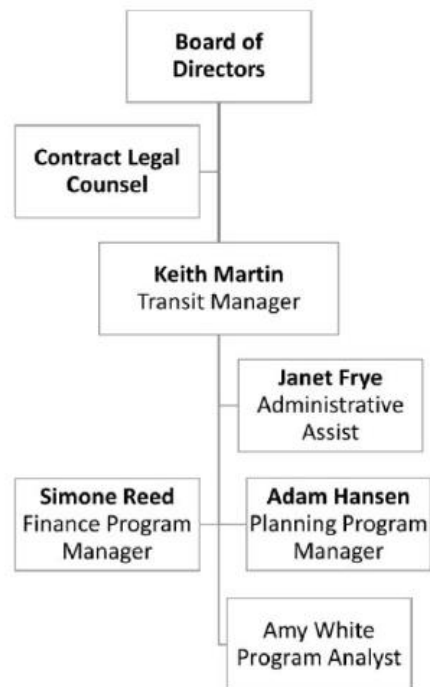 Board of
Directors
Contract Legal
Counsel
Keith Martin
Transit Manager
Janet Frye
Administrative
Assist
Simone Reed
Finance Program
Manager
Adam Hansen
Planning Program
Manager
Amy White
Program Analyst